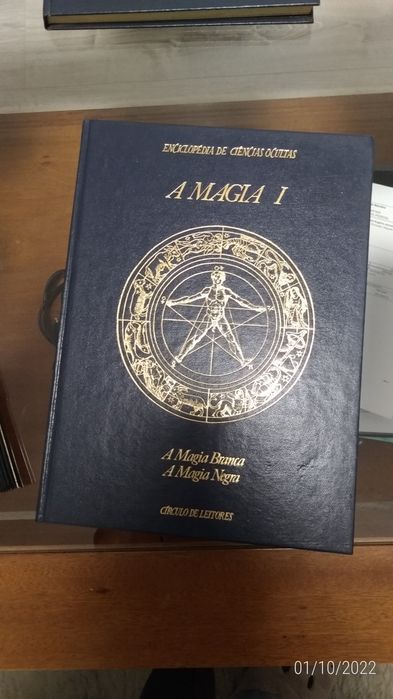 ENCICLOPÉDIA DE CIÊNCIAS OCULTAS
A MAGIA I
A Magia Branca
A Magia Negra
CÍRCULO DE LEITORES
01/10/2022